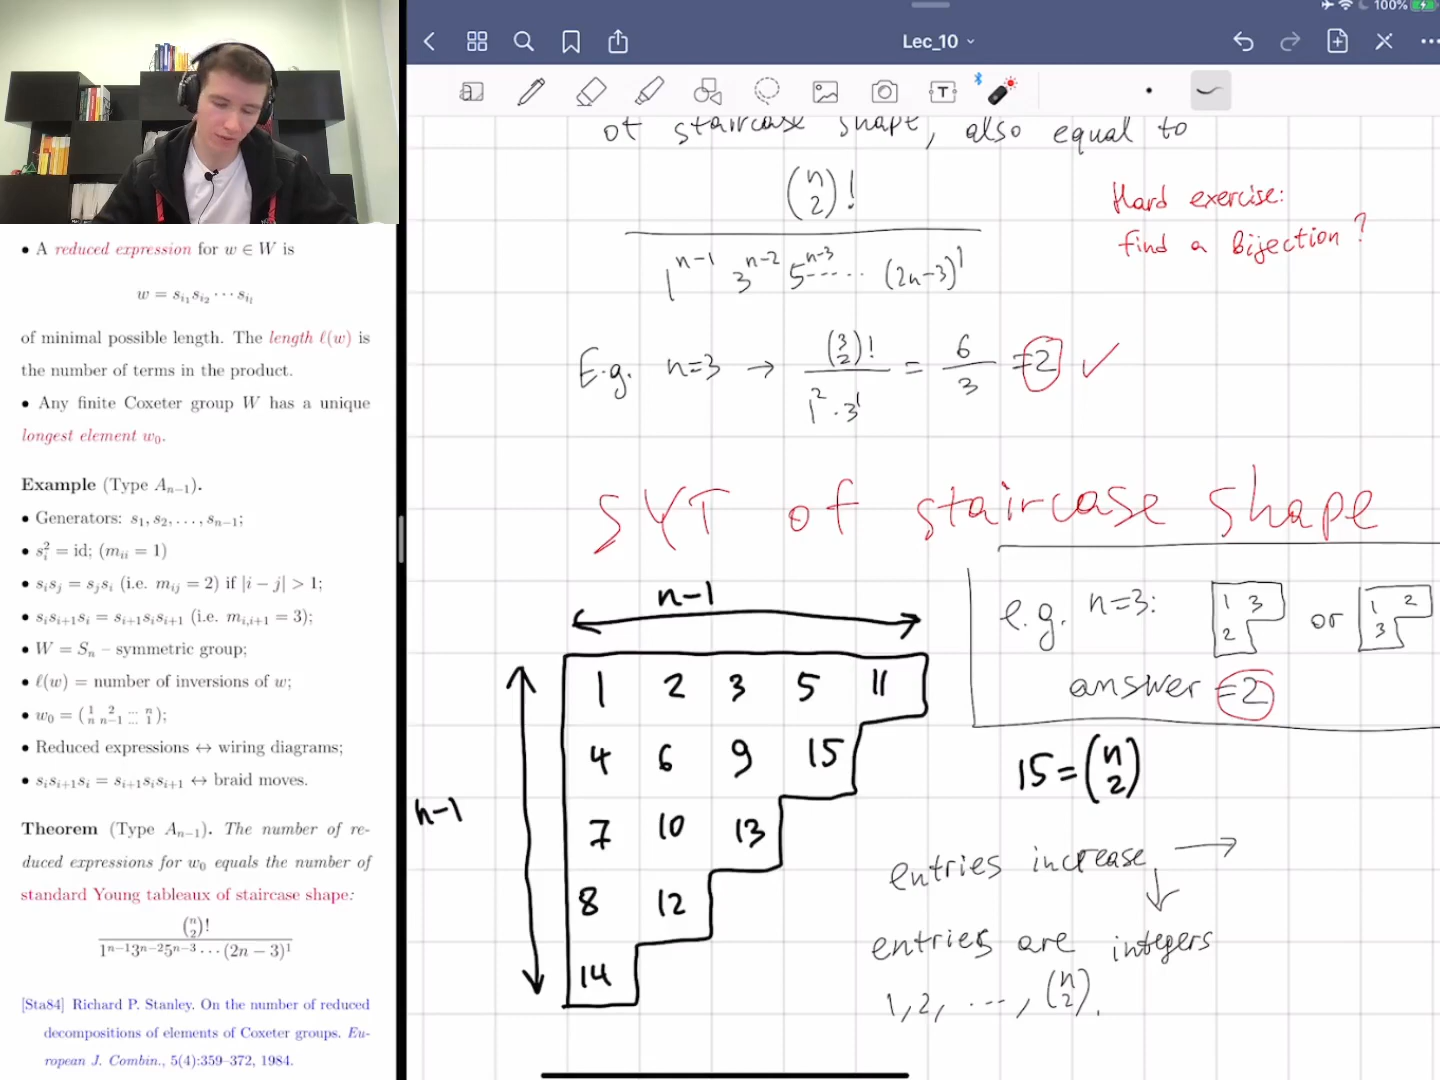 100%
Lec_10
T
• A reduced expression for w ∈ W is
w = s_{i_1} s_{i_2} ⋯ s_{i_l}
of minimal possible length. The length ℓ(w) is
the number of terms in the product.
• Any finite Coxeter group W has a unique
longest element w_0.
Example (Type A_{n−1}).
• Generators: s_1, s_2, . . . , s_{n−1};
• s_i^2 = id; (m_{ii} = 1)
• s_i s_j = s_j s_i (i.e. m_{ij} = 2) if |i − j| > 1;
• s_i s_{i+1} s_i = s_{i+1} s_i s_{i+1} (i.e. m_{i,i+1} = 3);
• W = S_n – symmetric group;
• ℓ(w) = number of inversions of w;
• w_0 = (1 2 ... n / n n−1 ... 1);
• Reduced expressions ↔ wiring diagrams;
• s_i s_{i+1} s_i = s_{i+1} s_i s_{i+1} ↔ braid moves.
Theorem (Type A_{n−1}). The number of re-
duced expressions for w_0 equals the number of
standard Young tableaux of staircase shape:
(n 2)!
1^{n−1}3^{n−2}5^{n−3} ⋯ (2n − 3)^1
[Sta84] Richard P. Stanley. On the number of reduced
decompositions of elements of Coxeter groups. Eu-
ropean J. Combin., 5(4):359–372, 1984.
of staircase shape, also equal to
(n 2)!
1^{n-1} 3^{n-2} 5^{n-3} ..... (2n-3)^1
Hard exercise:
find a bijection?
E.g. n=3 → (3 2)! / 1^2 · 3^1 = 6/3 = 2 ✓
SYT of staircase shape
n-1
n-1
1 2 3 5 11
4 6 9 15
7 10 13
8 12
14
e.g. n=3: 1 3 / 2 or 1 2 / 3
answer = 2
15 = (n 2)
entries increase → ↓
entries are integers
1, 2, ..., (n 2).